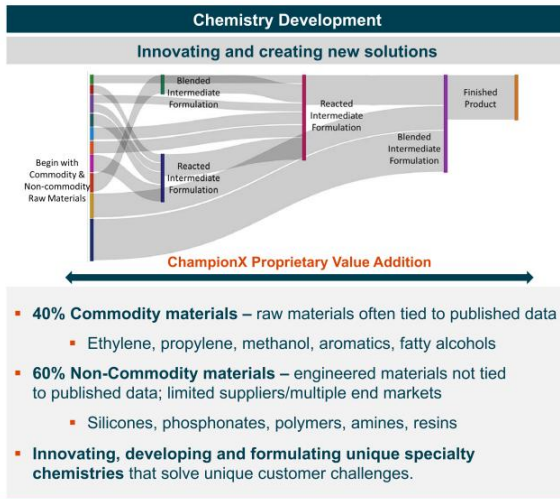 Chemistry Development
Innovating and creating new solutions
Blended
Intermediate
Formulation
Finished
Product
Reacted
Intermediate
Formulation
Blended
Intermediate
Formulation
Reacted
Intermediate
Formulation
Begin with
Commodity &
Non-commodity
Raw Materials
ChampionX Proprietary Value Addition
▪ 40% Commodity materials – raw materials often tied to published data
▪ Ethylene, propylene, methanol, aromatics, fatty alcohols
▪ 60% Non-Commodity materials – engineered materials not tied
to published data; limited suppliers/multiple end markets
▪ Silicones, phosphonates, polymers, amines, resins
▪ Innovating, developing and formulating unique specialty
chemistries that solve unique customer challenges.